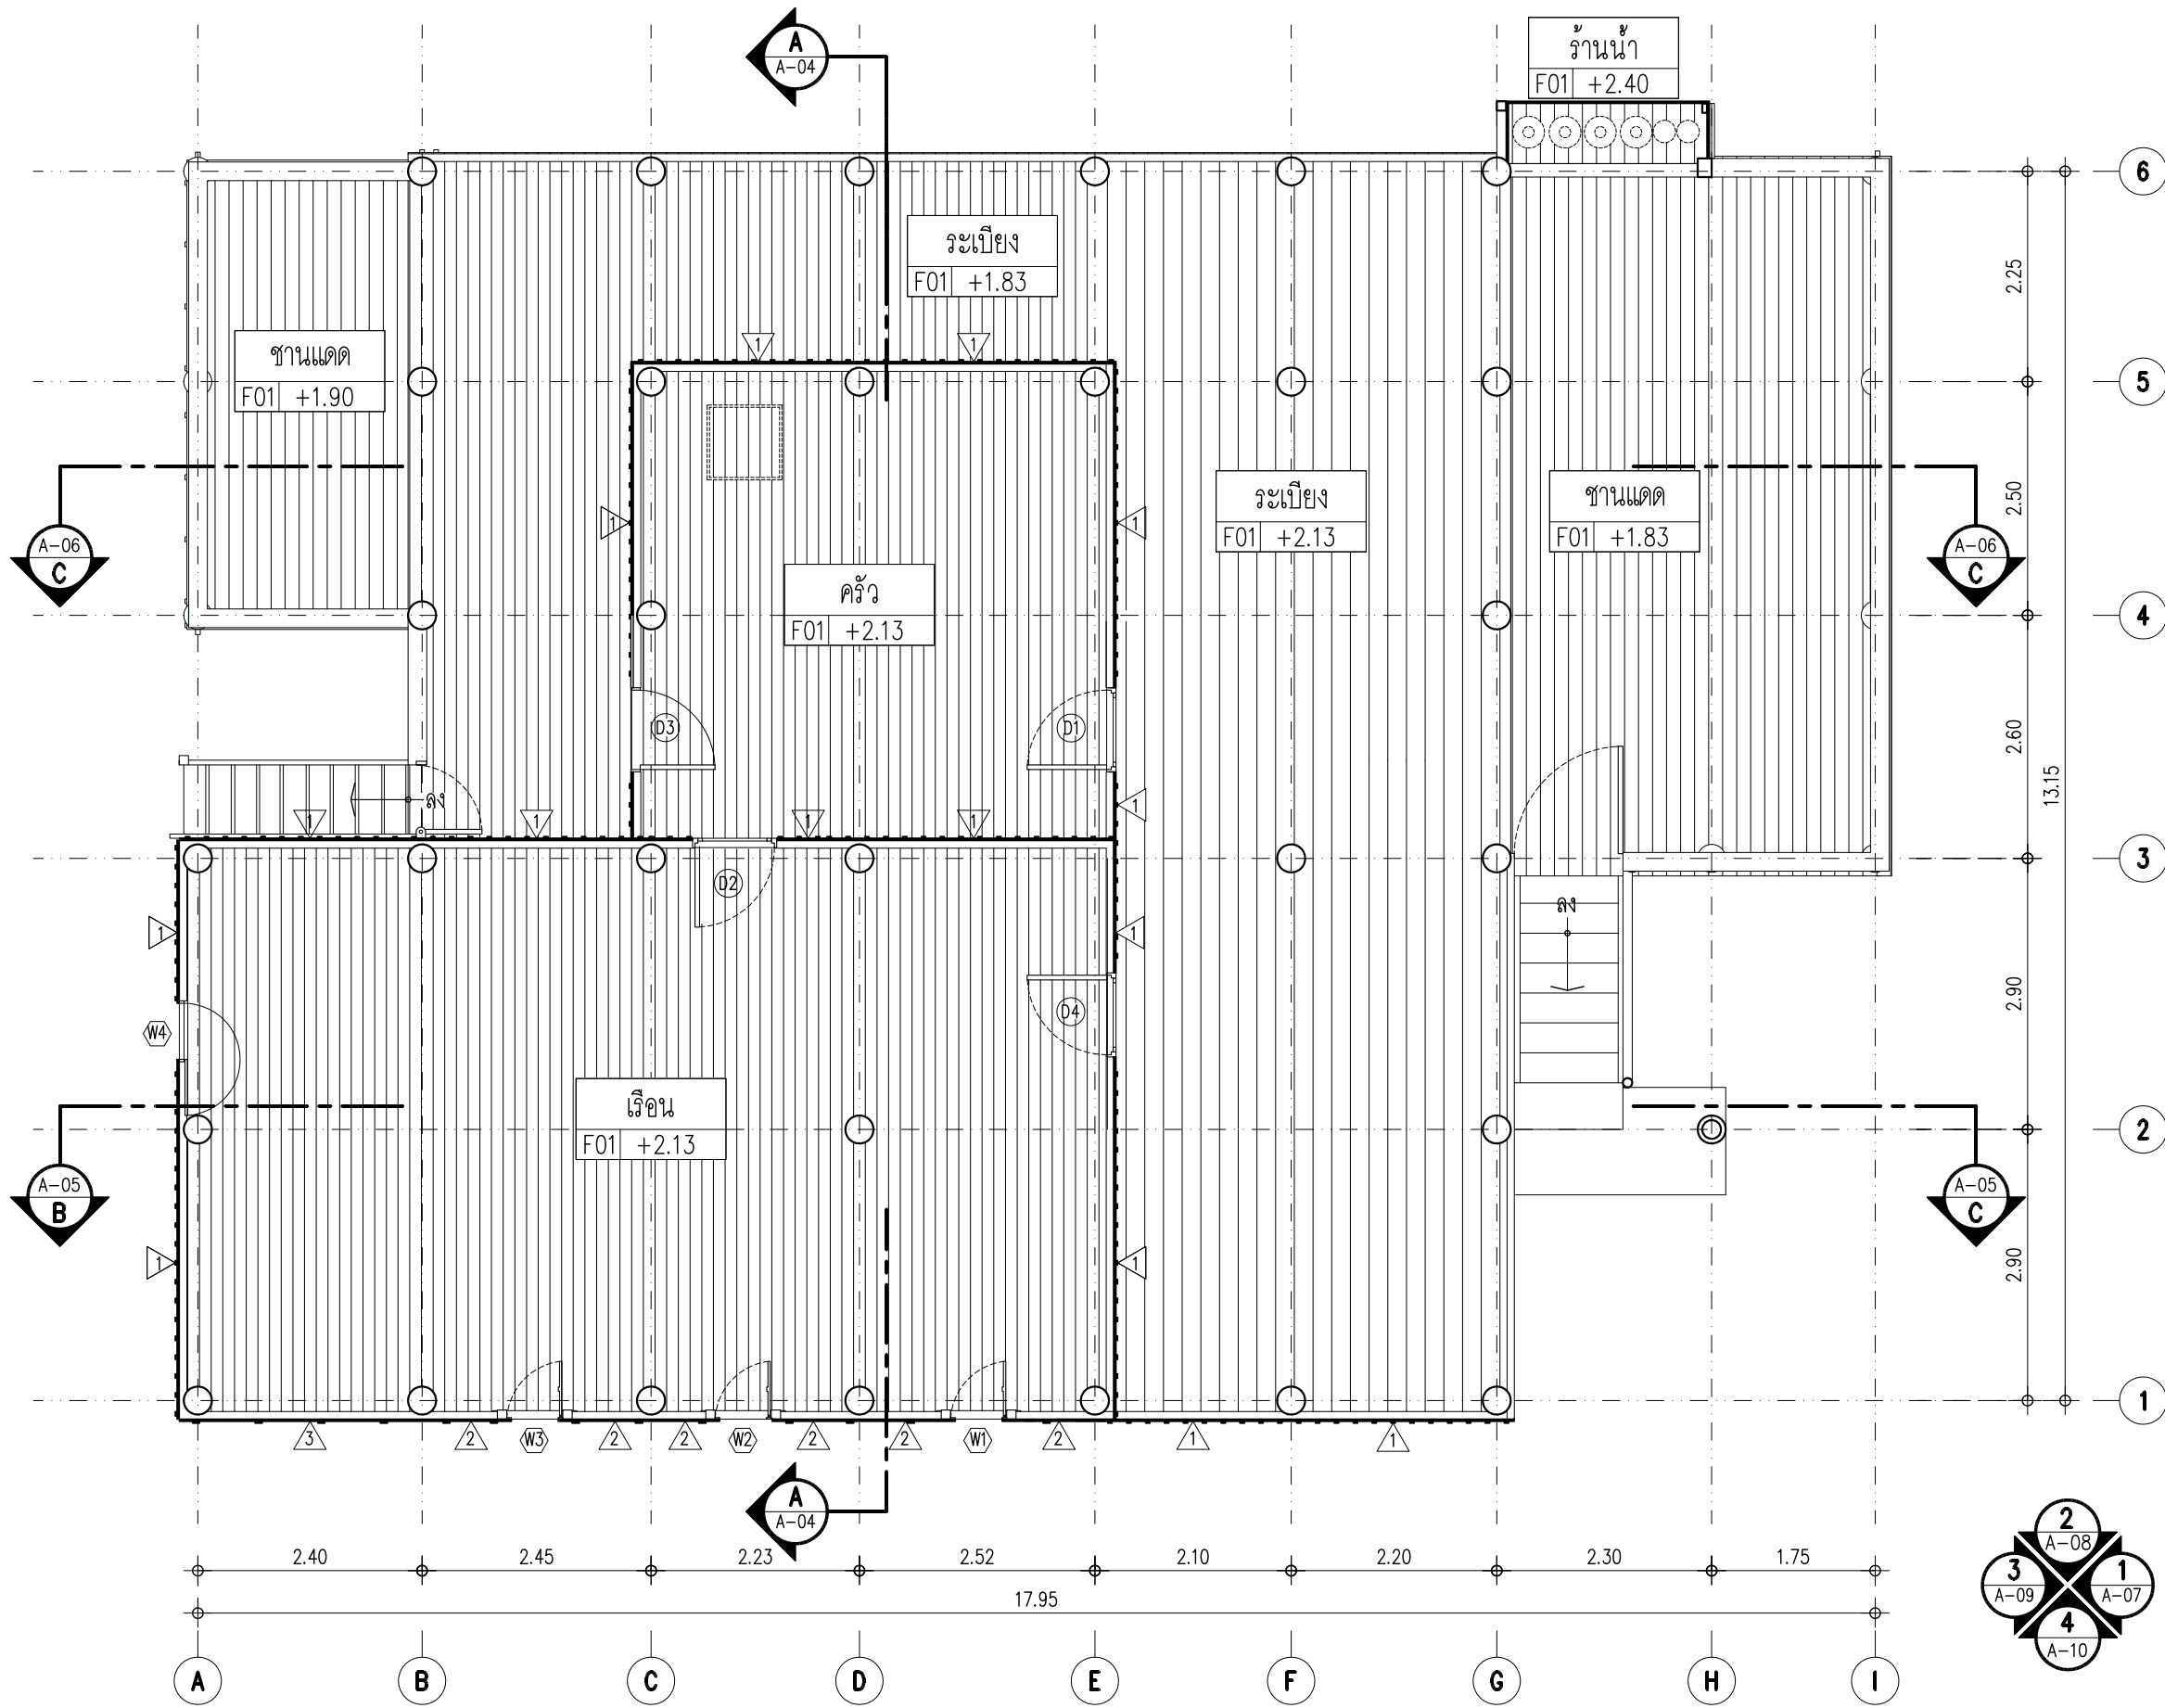 A
A-04
ร้านน้ำ
F01 +2.40
6
ระเบียง
F01 +1.83
2.25
ชานแดด
F01 +1.90
1
1
5
ระเบียง
F01 +2.13
ชานแดด
F01 +1.83
2.50
1
1
A-06
C
A-06
C
ครัว
F01 +2.13
4
D3
D1
2.60
13.15
ลง
1
1
1
1
1
3
D2
ลง
1
1
2.90
W4
D4
เรือน
F01 +2.13
2
A-05
B
A-05
C
1
1
2.90
1
3
2
W3
2
2
W2
2
2
W1
2
1
1
A
A-04
2
A-08
3
A-09
1
A-07
4
A-10
2.40 2.45 2.23 2.52 2.10 2.20 2.30 1.75
17.95
A B C D E F G H I